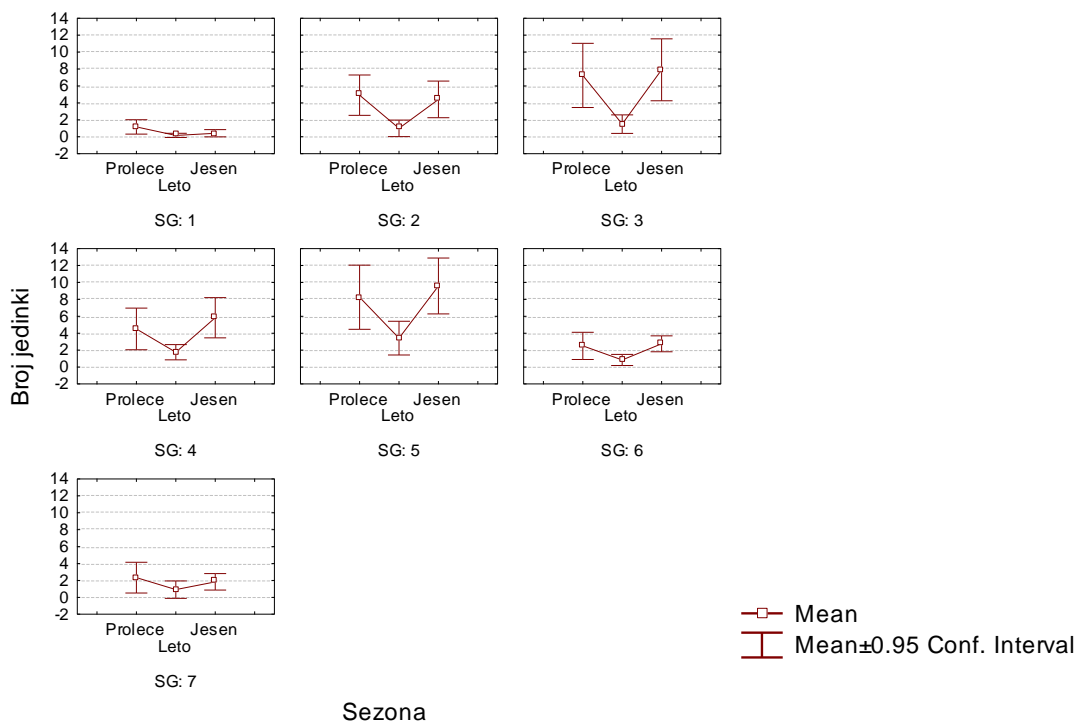 14
12
10
8
6
4
2
0
-2
Prolece Jesen
Leto
SG: 1
Prolece Jesen
Leto
SG: 2
Prolece Jesen
Leto
SG: 3
Broj jedinki
14
12
10
8
6
4
2
0
-2
Prolece Jesen
Leto
SG: 4
Prolece Jesen
Leto
SG: 5
Prolece Jesen
Leto
SG: 6
14
12
10
8
6
4
2
0
-2
Prolece Jesen
Leto
SG: 7
Mean
Mean±0.95 Conf. Interval
Sezona